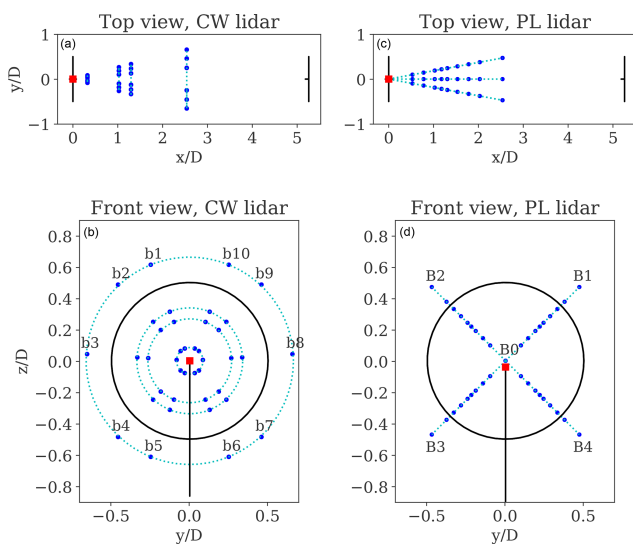 Top view, CW lidar
Top view, PL lidar
(a)
(c)
1
0
−1
y/D
0 1 2 3 4 5
x/D
1
0
−1
0 1 2 3 4 5
x/D
Front view, CW lidar
Front view, PL lidar
(b)
(d)
0.8
0.6
0.4
0.2
0.0
−0.2
−0.4
−0.6
−0.8
z/D
b1
b10
b2
b9
b3
b8
b4
b7
b5
b6
−0.5 0.0 0.5
y/D
0.8
0.6
0.4
0.2
0.0
−0.2
−0.4
−0.6
−0.8
B2
B1
B0
B3
B4
−0.5 0.0 0.5
y/D